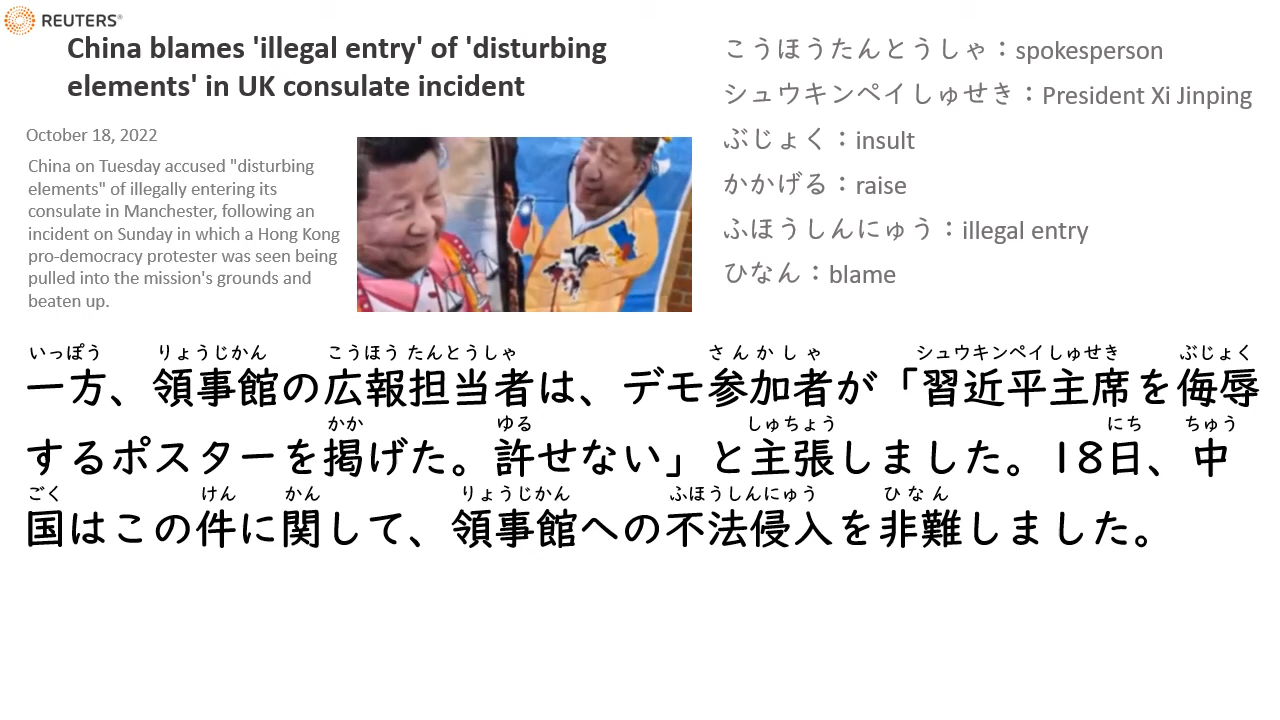 REUTERS®
China blames 'illegal entry' of 'disturbing
elements' in UK consulate incident
October 18, 2022
China on Tuesday accused "disturbing
elements" of illegally entering its
consulate in Manchester, following an
incident on Sunday in which a Hong Kong
pro-democracy protester was seen being
pulled into the mission's grounds and
beaten up.
こうほうたんとうしゃ：spokesperson
シュウキンペイしゅせき：President Xi Jinping
ぶじょく：insult
かかげる：raise
ふほうしんにゅう：illegal entry
ひなん：blame
いっぽう りょうじかん こうほう たんとうしゃ さんかしゃ シュウキンペイしゅせき ぶじょく
一方、領事館の広報担当者は、デモ参加者が「習近平主席を侮辱
かか ゆる しゅちょう にち ちゅう
するポスターを掲げた。許せない」と主張しました。18日、中
ごく けん かん りょうじかん ふほうしんにゅう ひなん
国はこの件に関して、領事館への不法侵入を非難しました。